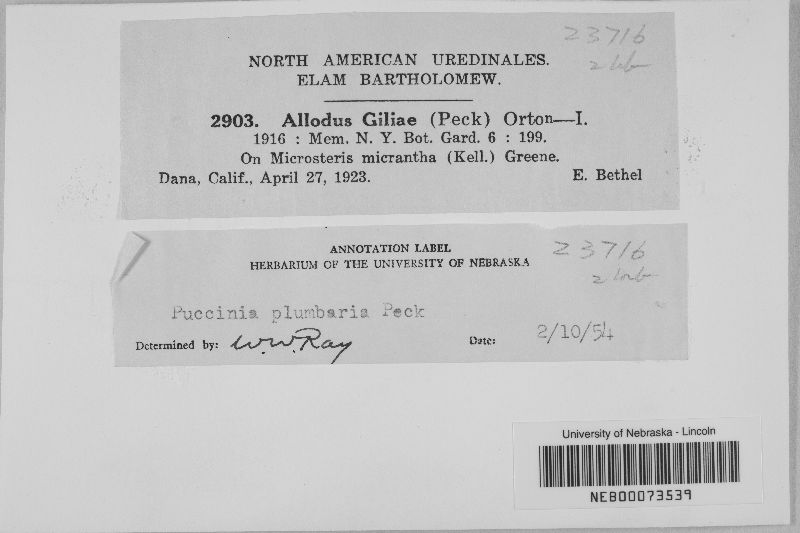 23716
2
NORTH AMERICAN UREDINALES.
ELAM BARTHOLOMEW.
2903. Allodus Giliae (Peck) Orton—I.
1916 : Mem. N. Y. Bot. Gard. 6 : 199.
On Microsteris micrantha (Kell.) Greene.
Dana, Calif., April 27, 1923. E. Bethel
ANNOTATION LABEL
HERBARIUM OF THE UNIVERSITY OF NEBRASKA
23716
2
Puccinia plumbaria Peck
Determined by: W.W. Ray Date: 2/10/54
University of Nebraska - Lincoln
NEB00073539